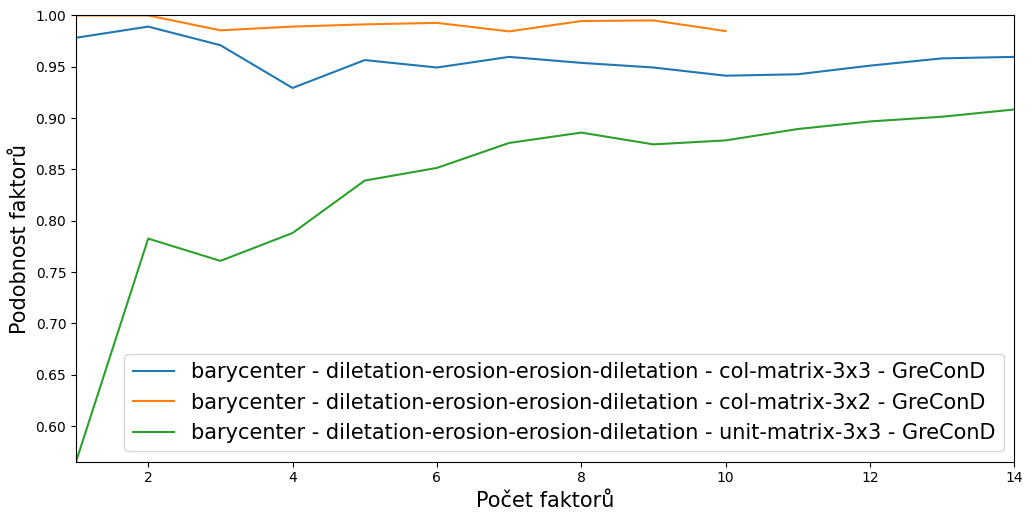 1.00
0.95
0.90
0.85
0.80
0.75
0.70
0.65
0.60
Podobnost faktorů
barycenter - diletation-erosion-erosion-diletation - col-matrix-3x3 - GreConD
barycenter - diletation-erosion-erosion-diletation - col-matrix-3x2 - GreConD
barycenter - diletation-erosion-erosion-diletation - unit-matrix-3x3 - GreConD
2 4 6 8 10 12 14
Počet faktorů